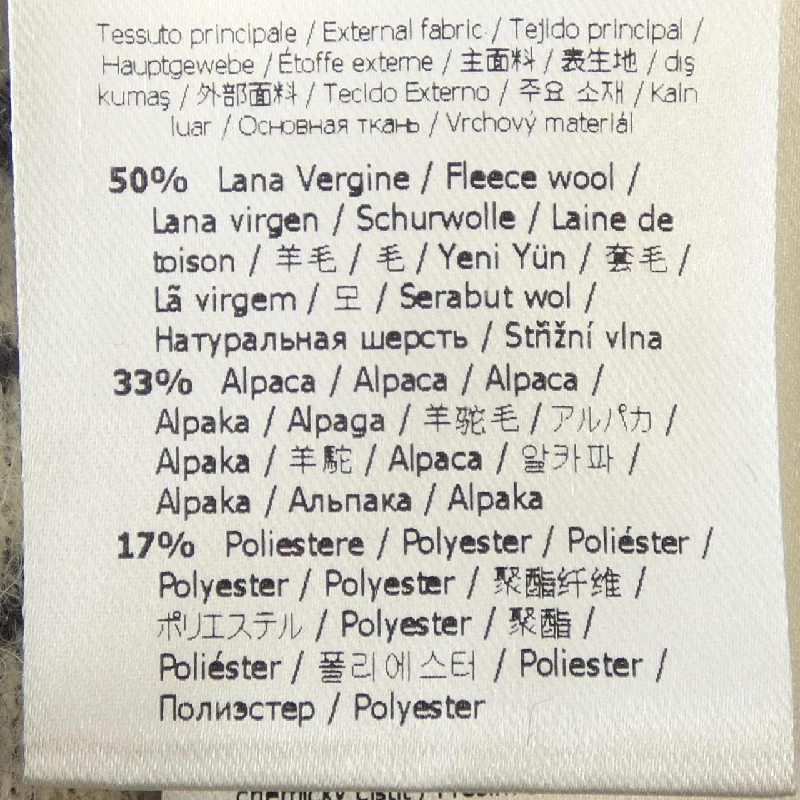 Tessuto principale / External fabric / Tejido principal /
Hauptgewebe / Étoffe externe / 主面料 / 表生地 / dış
kumaş / 外部面料 / Tecido Externo / 주요 소재 / Kain
luar / Основная ткань / Vrchový materiál
50% Lana Vergine / Fleece wool /
Lana virgen / Schurwolle / Laine de
toison / 羊毛 / 毛 / Yeni Yün / 套毛 /
Lã virgem / 모 / Serabut wol /
Натуральная шерсть / Střižní vlna
33% Alpaca / Alpaca / Alpaca /
Alpaka / Alpaga / 羊驼毛 / アルパカ /
Alpaka / 羊駝 / Alpaca / 알카파 /
Alpaka / Альпака / Alpaka
17% Poliestere / Polyester / Poliéster /
Polyester / Polyester / 聚酯纤维 /
ポリエステル / Polyester / 聚酯 /
Poliéster / 폴리에스터 / Poliester /
Полиэстер / Polyester